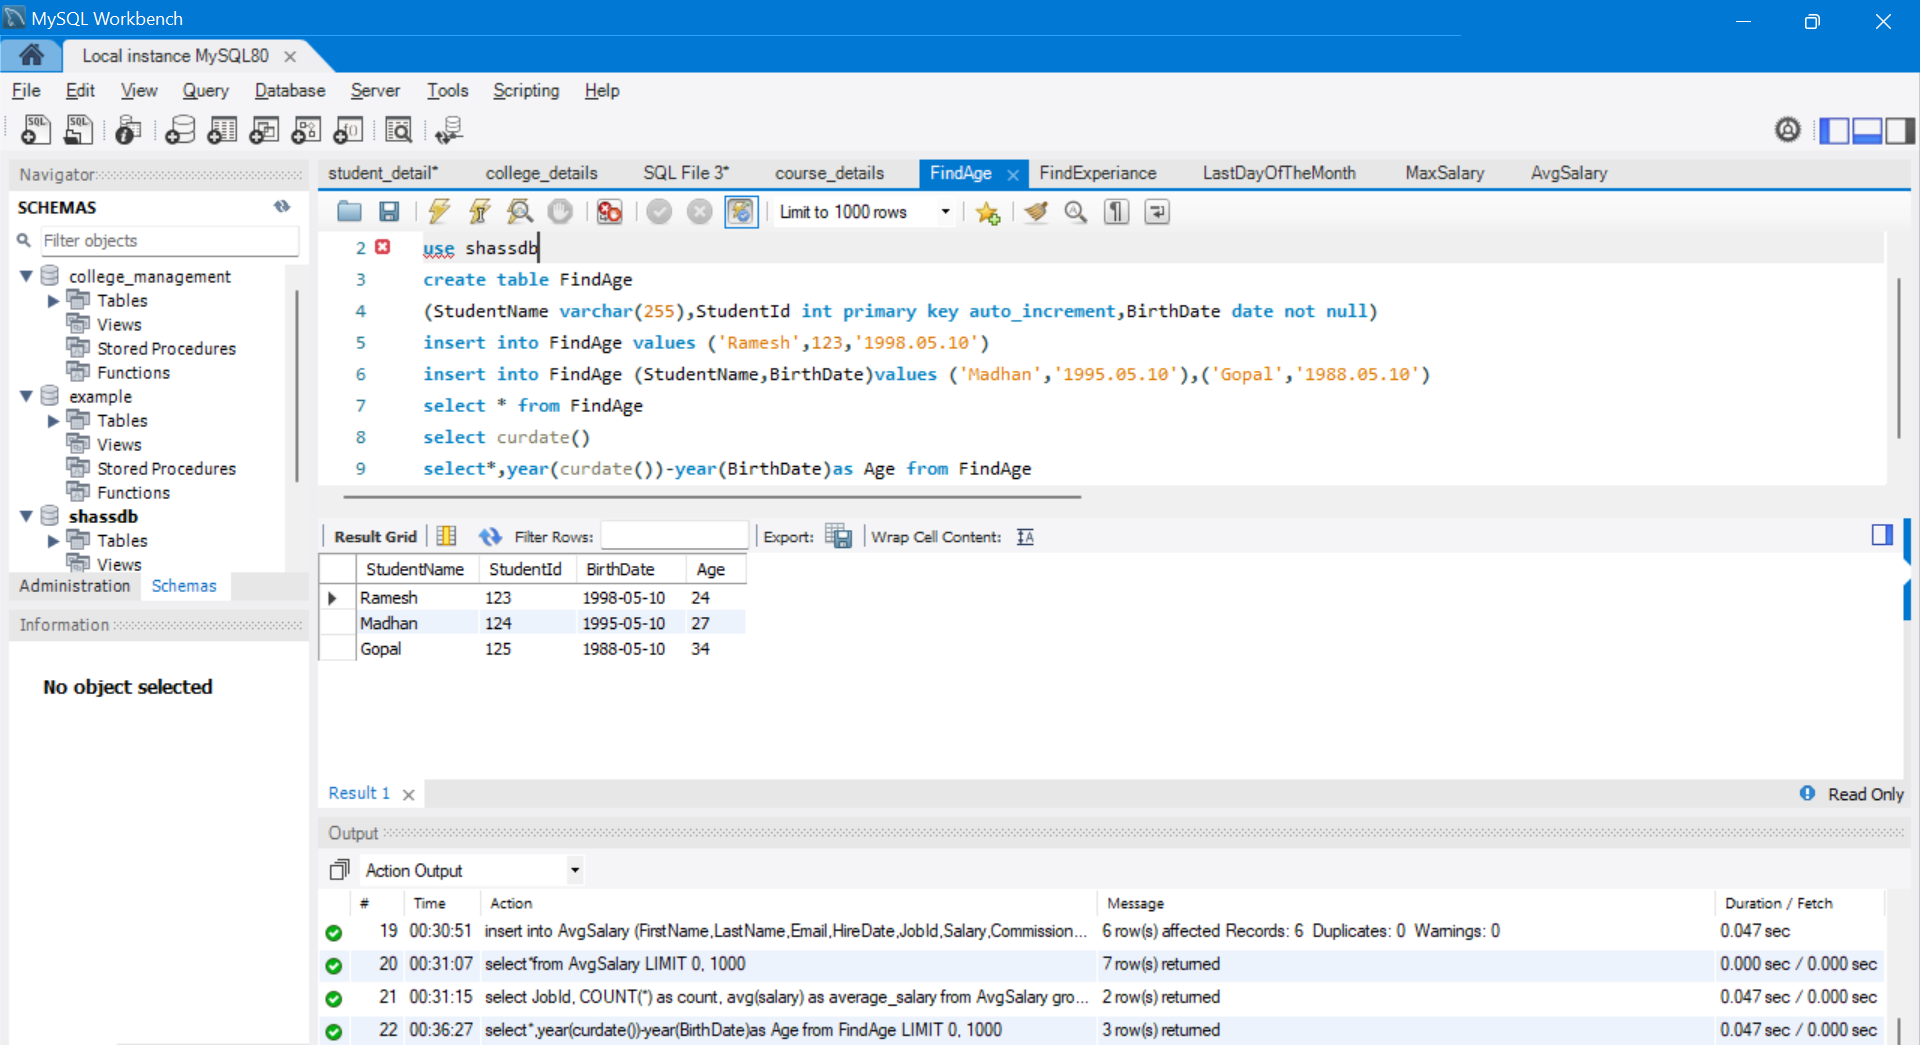 MySQL Workbench
Local instance MySQL80
File Edit View Query Database Server Tools Scripting Help
Navigator
SCHEMAS
Filter objects
college_management
Tables
Views
Stored Procedures
Functions
example
Tables
Views
Stored Procedures
Functions
shassdb
Tables
Views
Administration Schemas
Information
No object selected
student_detail* college_details SQL File 3* course_details FindAge FindExperiance LastDayOfTheMonth MaxSalary AvgSalary
Limit to 1000 rows
2 use shassdb
3 create table FindAge
4 (StudentName varchar(255),StudentId int primary key auto_increment,BirthDate date not null)
5 insert into FindAge values ('Ramesh',123,'1998.05.10')
6 insert into FindAge (StudentName,BirthDate)values ('Madhan','1995.05.10'),('Gopal','1988.05.10')
7 select * from FindAge
8 select curdate()
9 select*,year(curdate())-year(BirthDate)as Age from FindAge
Result Grid Filter Rows: Export: Wrap Cell Content:
StudentName StudentId BirthDate Age
Ramesh 123 1998-05-10 24
Madhan 124 1995-05-10 27
Gopal 125 1988-05-10 34
Result 1
Read Only
Output
Action Output
# Time Action Message Duration / Fetch
19 00:30:51 insert into AvgSalary (FirstName,LastName,Email,HireDate,JobId,Salary,Commission... 6 row(s) affected Records: 6 Duplicates: 0 Warnings: 0 0.047 sec
20 00:31:07 select*from AvgSalary LIMIT 0, 1000 7 row(s) returned 0.000 sec / 0.000 sec
21 00:31:15 select JobId, COUNT(*) as count, avg(salary) as average_salary from AvgSalary gro... 2 row(s) returned 0.047 sec / 0.000 sec
22 00:36:27 select*,year(curdate())-year(BirthDate)as Age from FindAge LIMIT 0, 1000 3 row(s) returned 0.047 sec / 0.000 sec